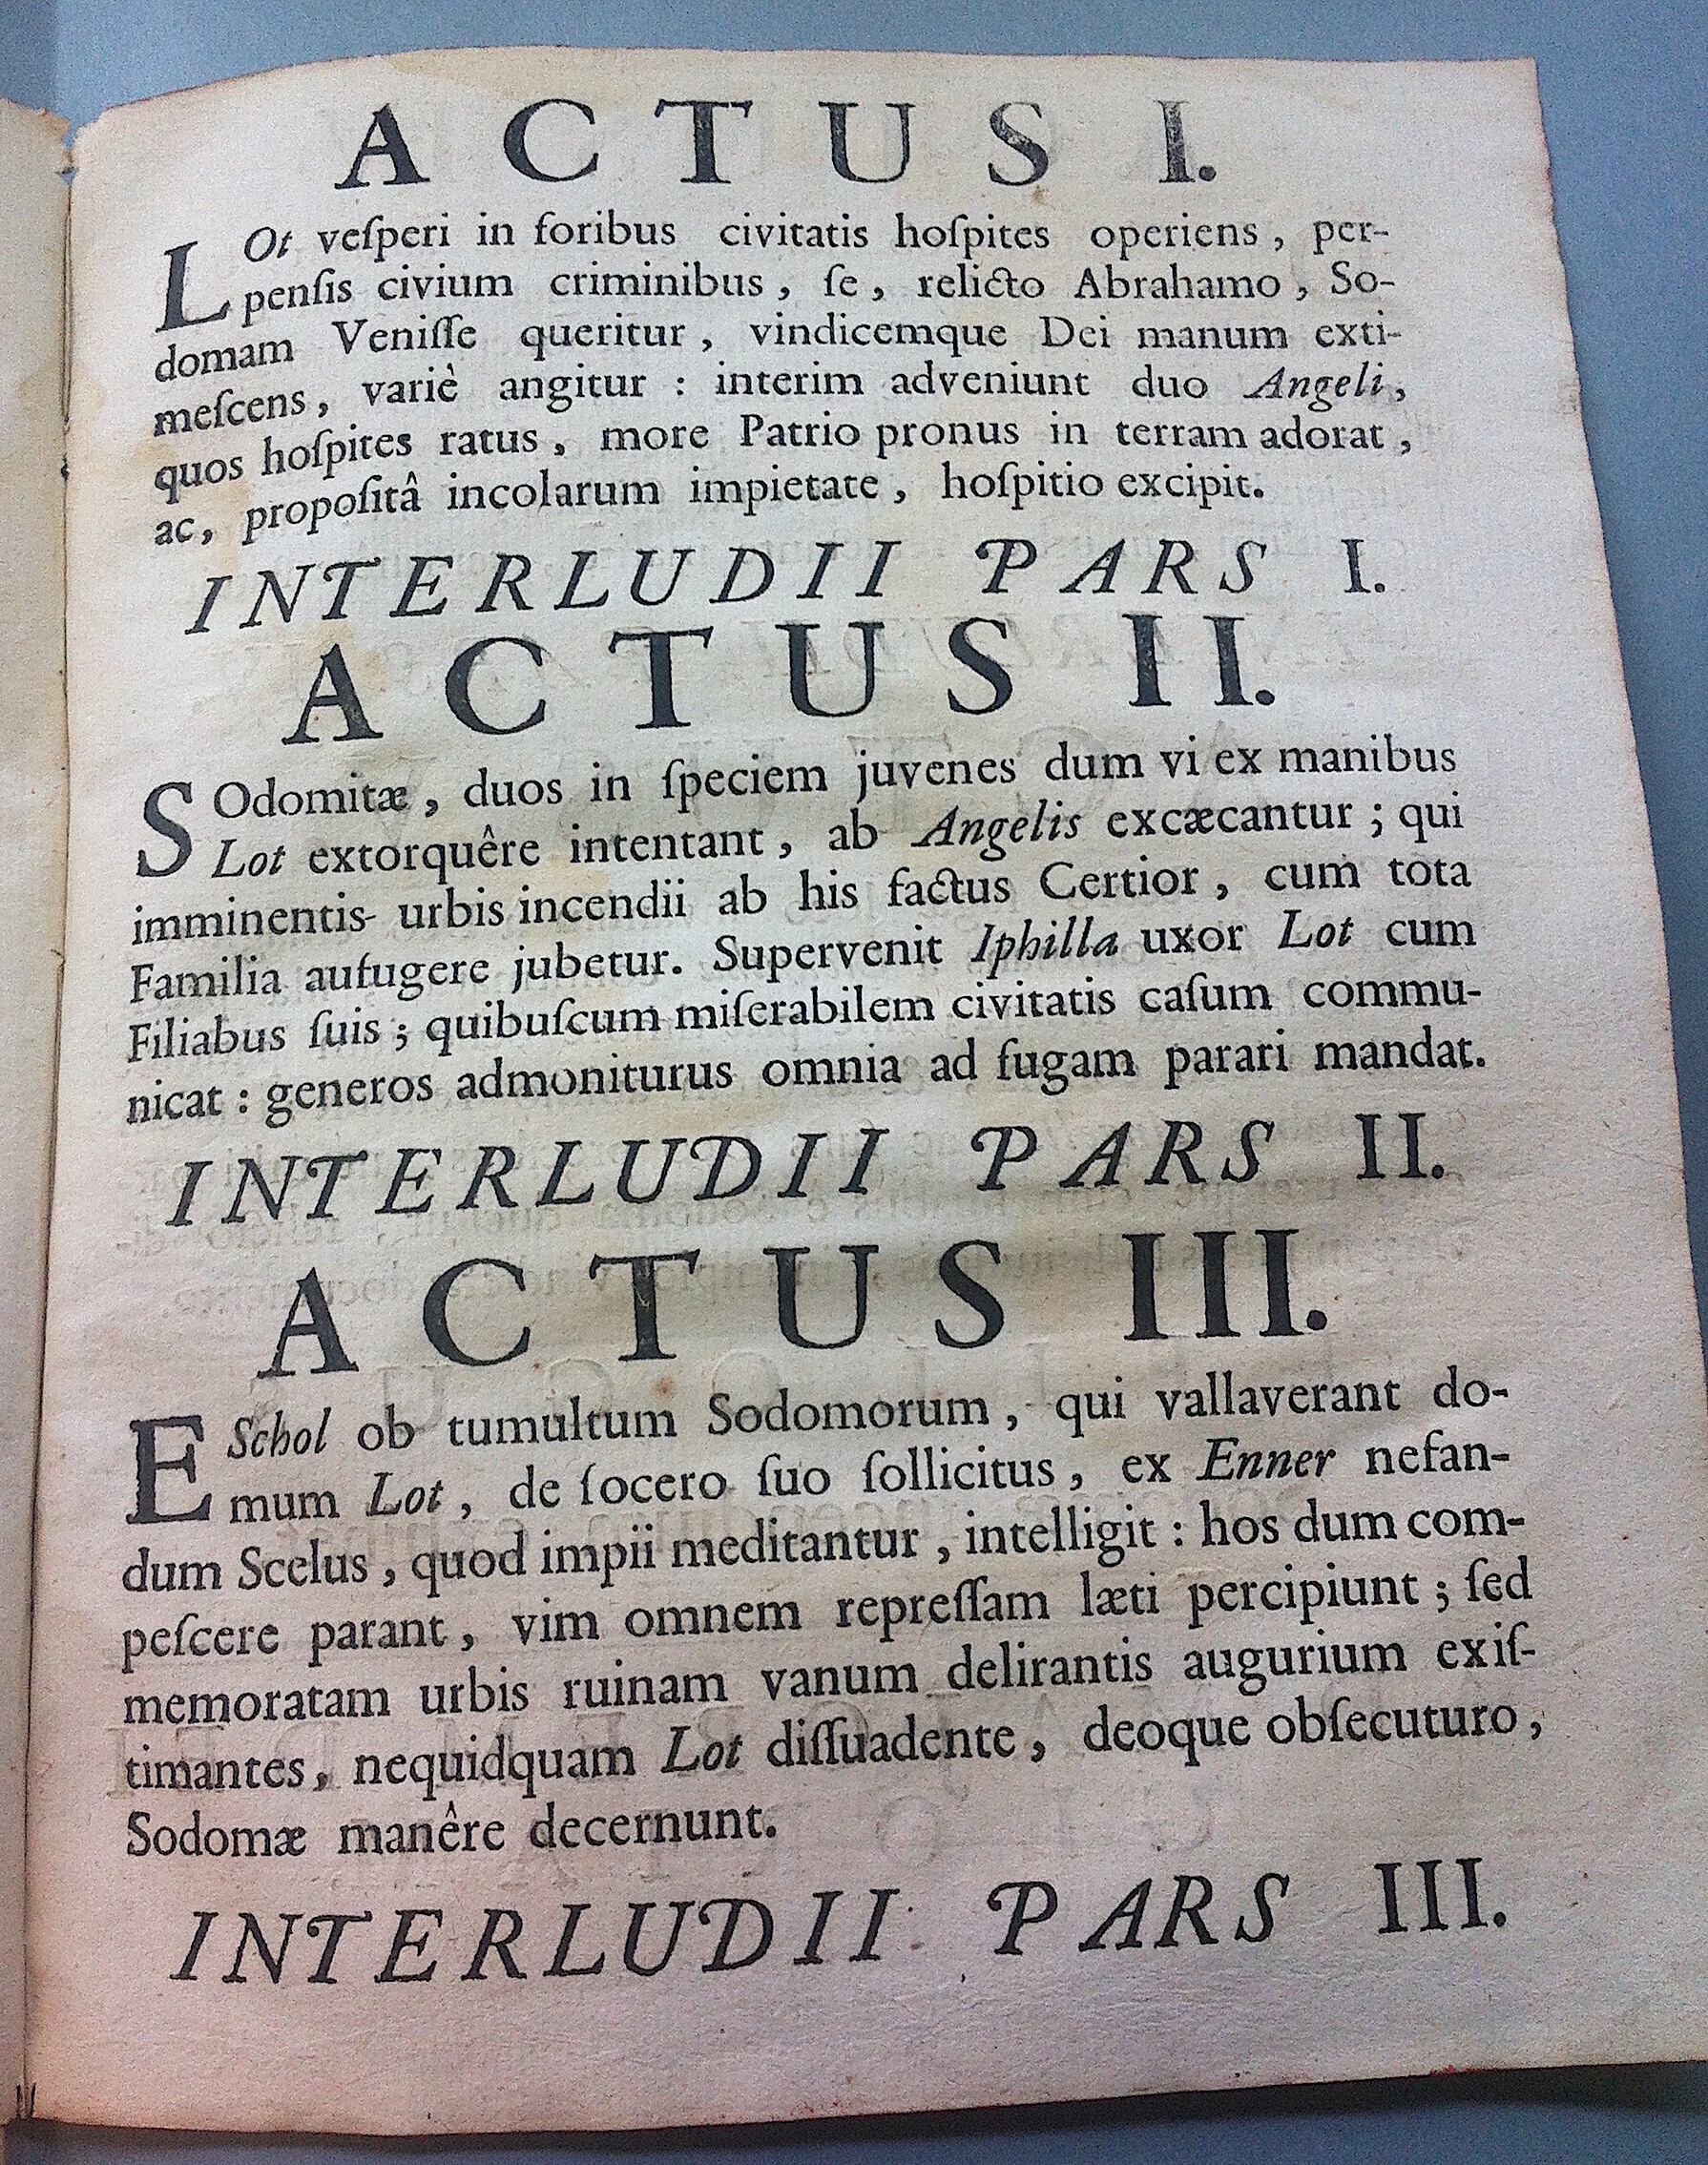 ACTUS I.
LOt veſperi in foribus civitatis hoſpites operiens, per-
penſis civium criminibus, ſe, relicto Abrahamo, So-
domam Veniſſe queritur, vindicemque Dei manum exti-
meſcens, variè angitur : interim adveniunt duo Angeli,
quos hoſpites ratus, more Patrio pronus in terram adorat,
ac, propoſitâ incolarum impietate, hoſpitio excipit.
INTERLUDII PARS I.
ACTUS II.
SOdomitæ, duos in ſpeciem juvenes dum vi ex manibus
Lot extorquêre intentant, ab Angelis excæcantur ; qui
imminentis urbis incendii ab his factus Certior, cum tota
Familia aufugere jubetur. Supervenit Iphilla uxor Lot cum
Filiabus ſuis ; quibuſcum miſerabilem civitatis caſum commu-
nicat : generos admoniturus omnia ad fugam parari mandat.
INTERLUDII PARS II.
ACTUS III.
ESchol ob tumultum Sodomorum, qui vallaverant do-
mum Lot, de ſocero ſuo ſollicitus, ex Enner nefan-
dum Scelus, quod impii meditantur, intelligit : hos dum com-
peſcere parant, vim omnem repreſſam læti percipiunt ; ſed
memoratam urbis ruinam vanum delirantis augurium exiſ-
timantes, nequidquam Lot diſſuadente, deoque obſecuturo,
Sodomæ manêre decernunt.
INTERLUDII PARS III.